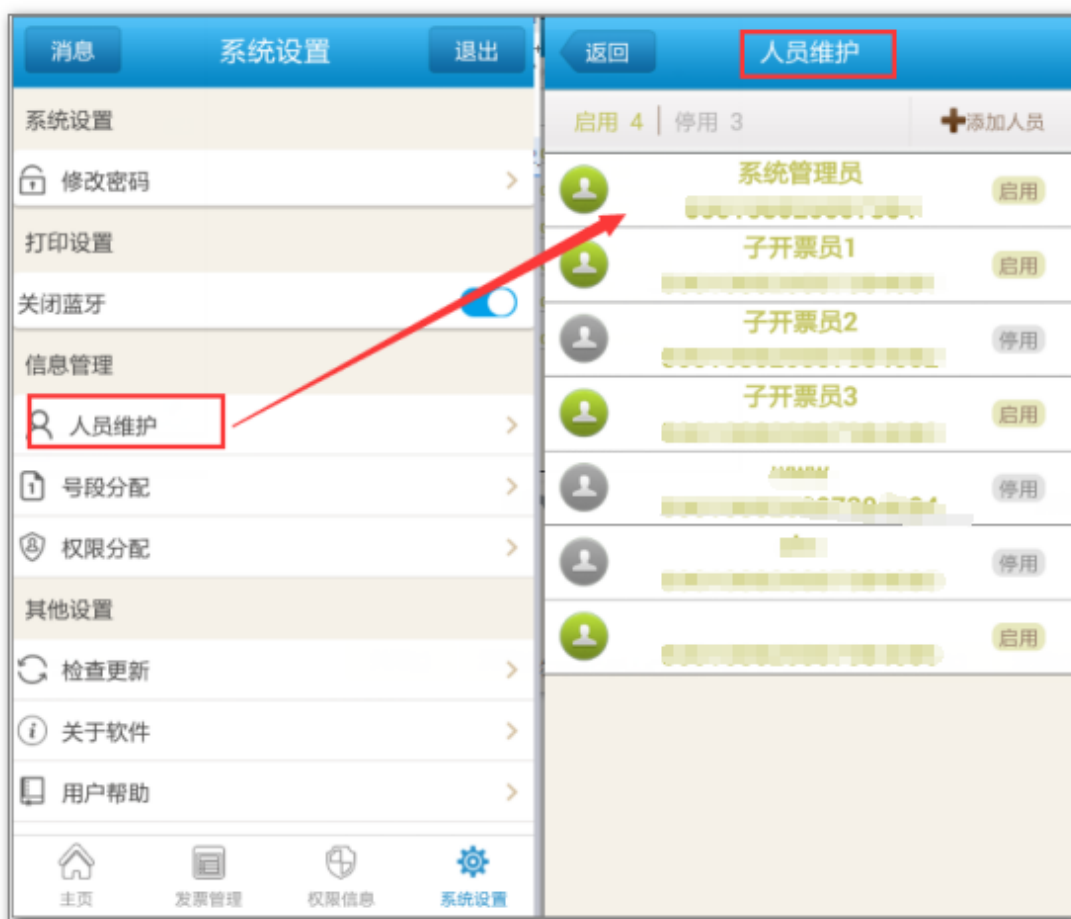 消息 系统设置 退出
系统设置
修改密码
打印设置
关闭蓝牙
信息管理
人员维护
号段分配
权限分配
其他设置
检查更新
关于软件
用户帮助
主页 发票管理 权限信息 系统设置
返回 人员维护
启用 4 停用 3 添加人员
系统管理员
启用
子开票员1
启用
子开票员2
停用
子开票员3
启用
停用
停用
启用